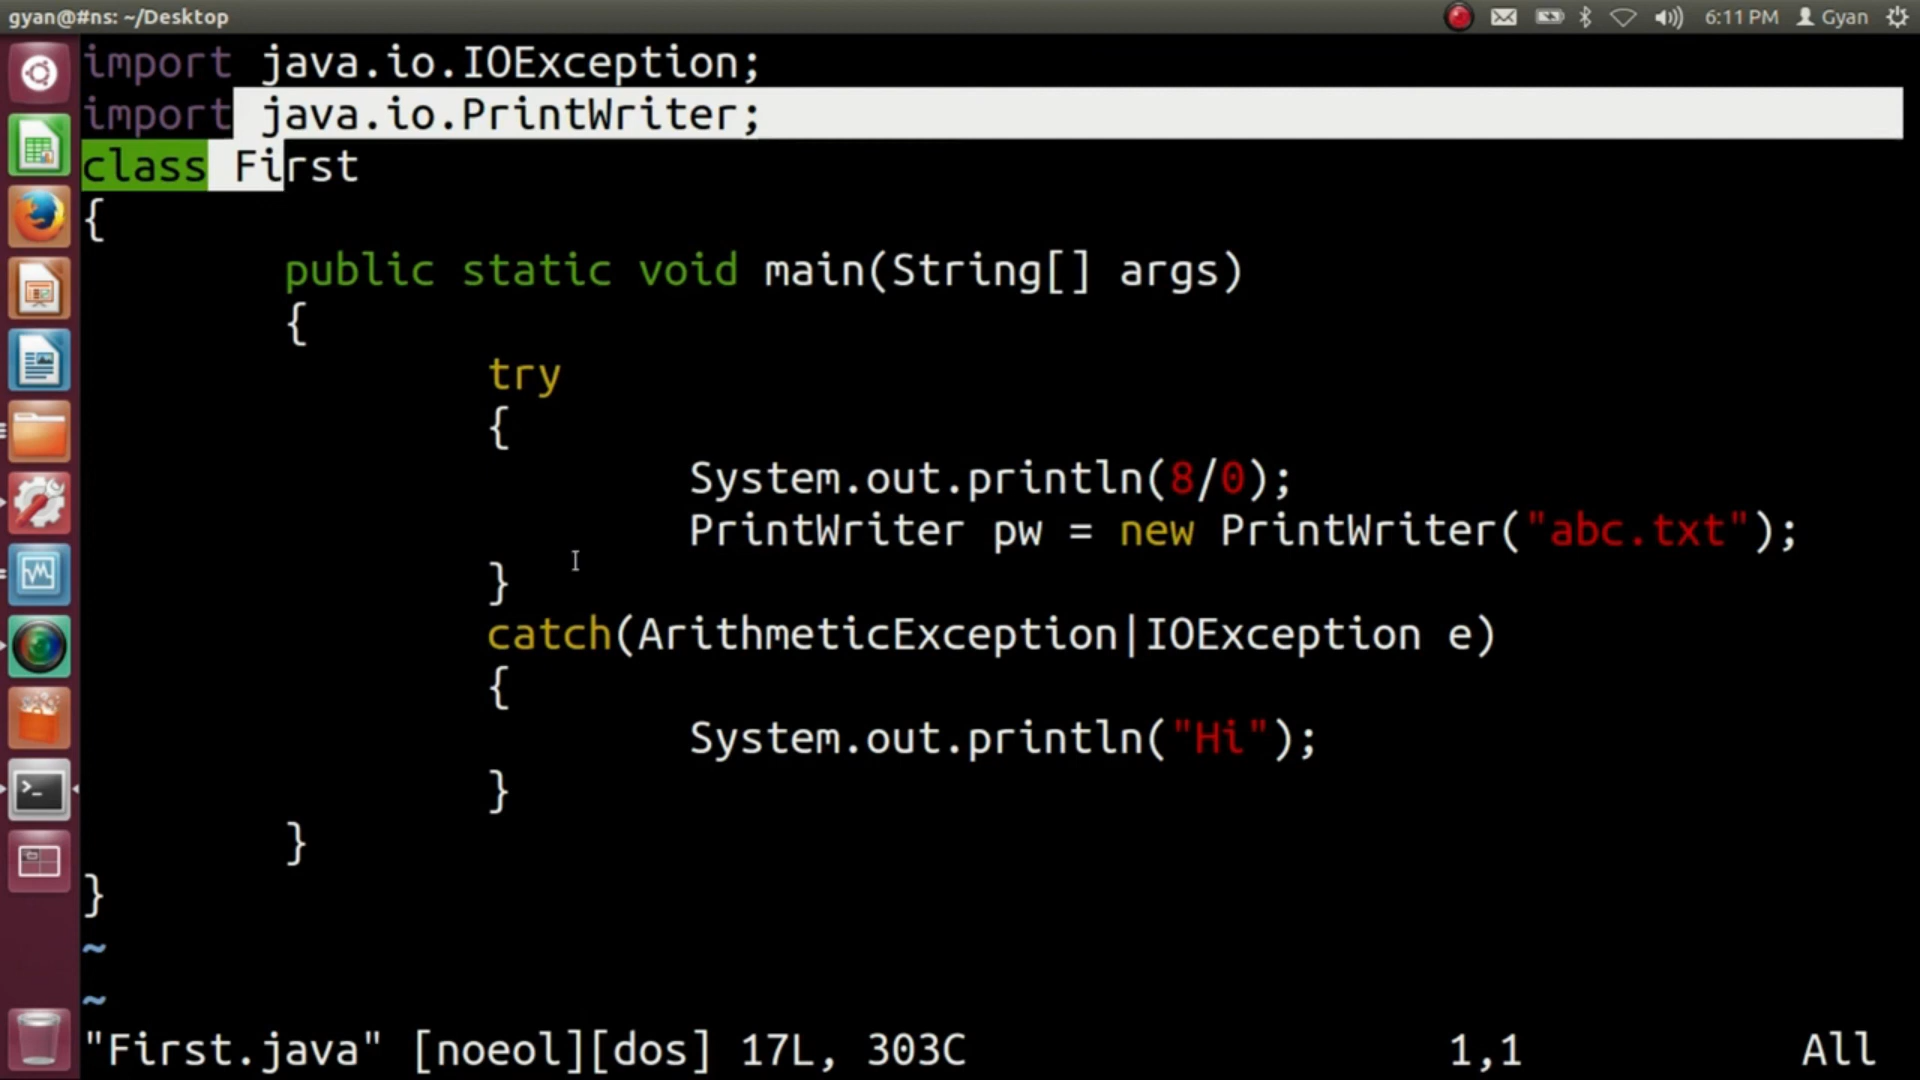 gyan@#ns: ~/Desktop
6:11 PM Gyan
import java.io.IOException;
import java.io.PrintWriter;
class First
{
public static void main(String[] args)
{
try
{
System.out.println(8/0);
PrintWriter pw = new PrintWriter("abc.txt");
}
catch(ArithmeticException|IOException e)
{
System.out.println("Hi");
}
}
}
~
~
"First.java" [noeol][dos] 17L, 303C 1,1 All